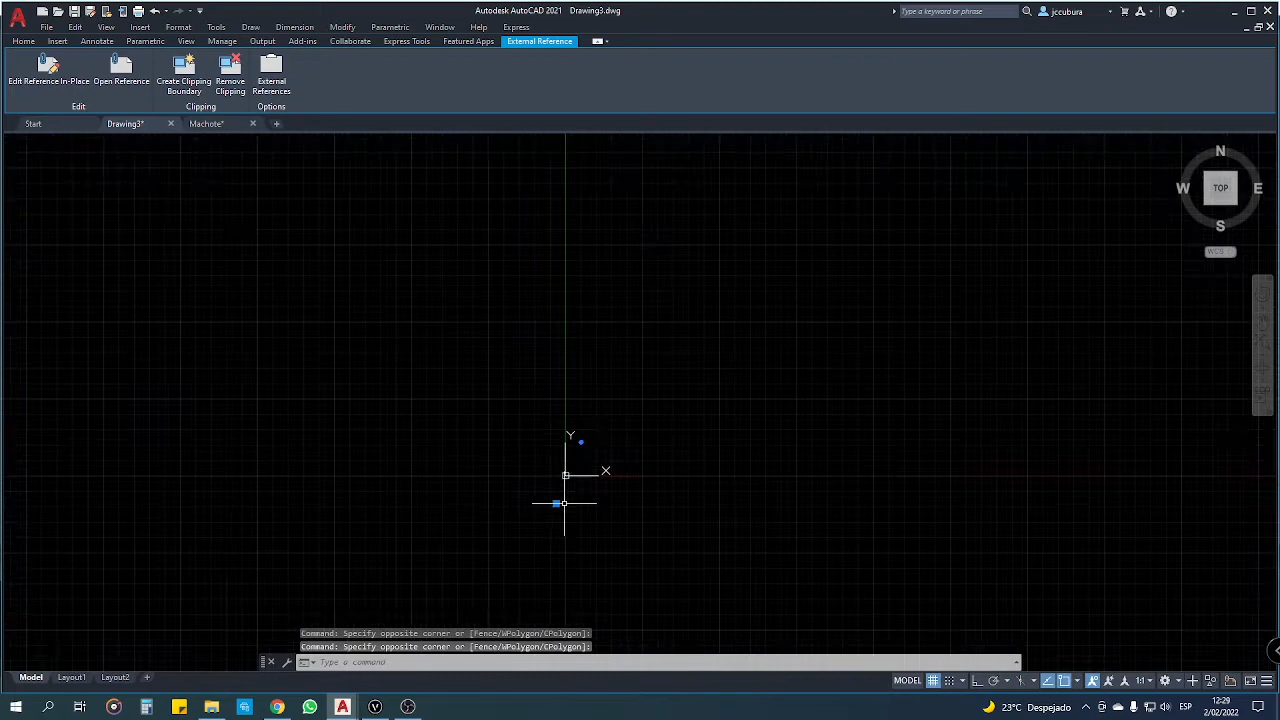 Autodesk AutoCAD 2021 Drawing3.dwg
Type a keyword or phrase
jccubura
File Edit View Insert Format Tools Draw Dimension Modify Parametric Window Help Express
Home Insert Annotate Parametric View Manage Output Add-ins Collaborate Express Tools Featured Apps External Reference
Edit Reference In-Place Open Reference Create Clipping Remove External
Boundary Clipping References
Edit Clipping Options
Start Drawing3* Machote*
N
W TOP E
S
WCS
Y
X
Command: Specify opposite corner or [Fence/WPolygon/CPolygon]:
Command: Specify opposite corner or [Fence/WPolygon/CPolygon]:
Type a command
Model Layout1 Layout2 + MODEL 1:1
23°C Despejado ESP 12:29
2/02/2022